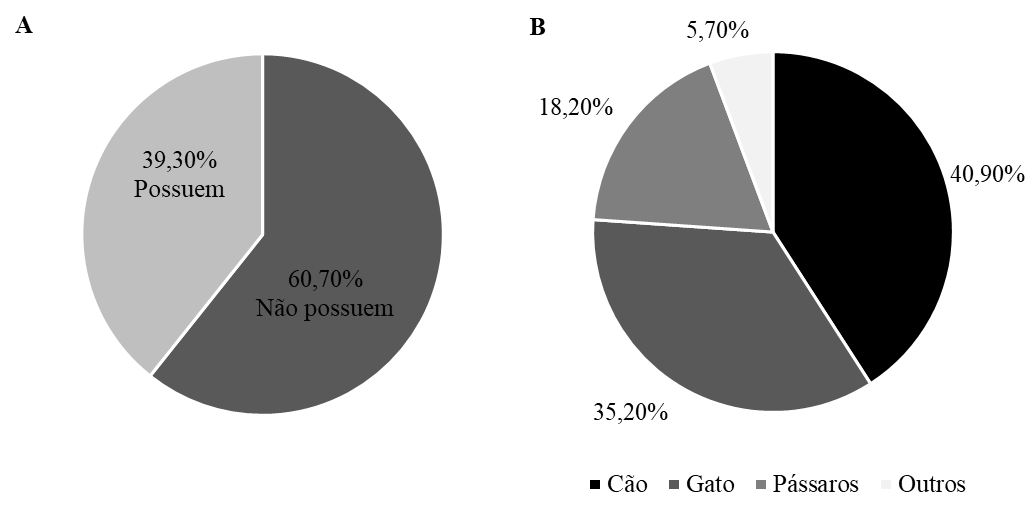 A
39,30%
Possuem
60,70%
Não possuem
B
5,70%
18,20%
40,90%
35,20%
Cão Gato Pássaros Outros